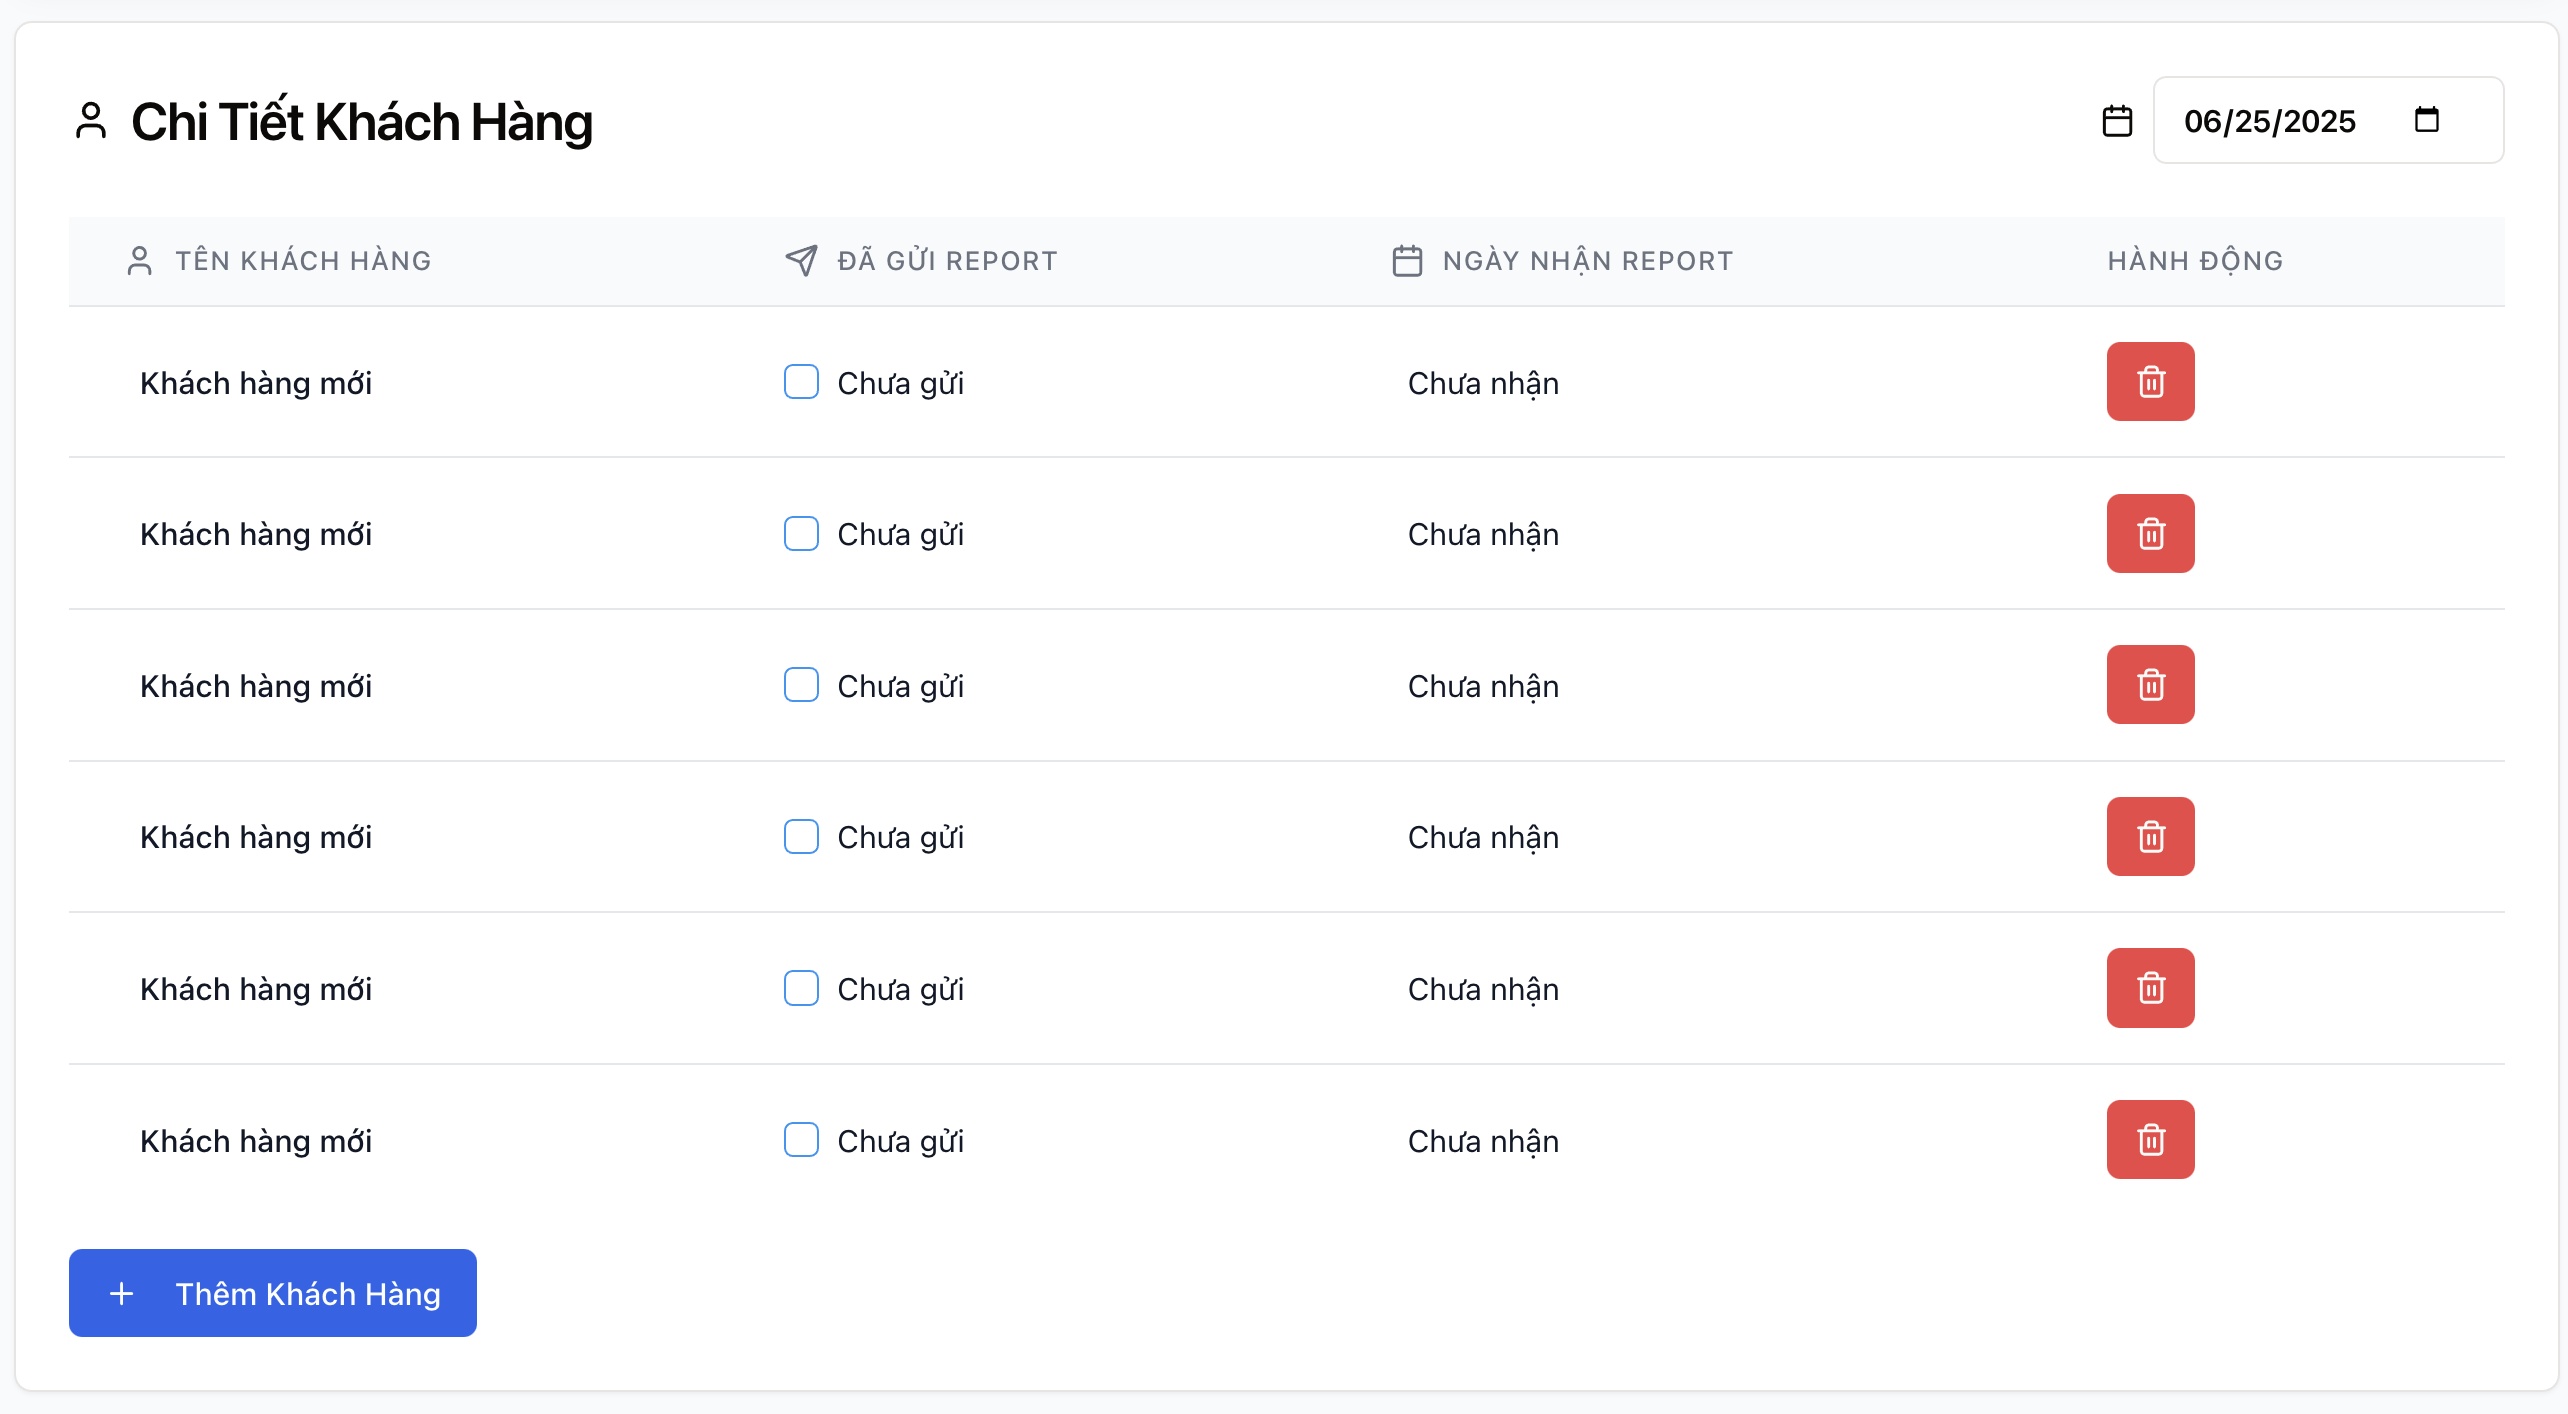 Chi Tiết Khách Hàng
06/25/2025
TÊN KHÁCH HÀNG ĐÃ GỬI REPORT NGÀY NHẬN REPORT HÀNH ĐỘNG
Khách hàng mới Chưa gửi Chưa nhận
Khách hàng mới Chưa gửi Chưa nhận
Khách hàng mới Chưa gửi Chưa nhận
Khách hàng mới Chưa gửi Chưa nhận
Khách hàng mới Chưa gửi Chưa nhận
Khách hàng mới Chưa gửi Chưa nhận
+ Thêm Khách Hàng